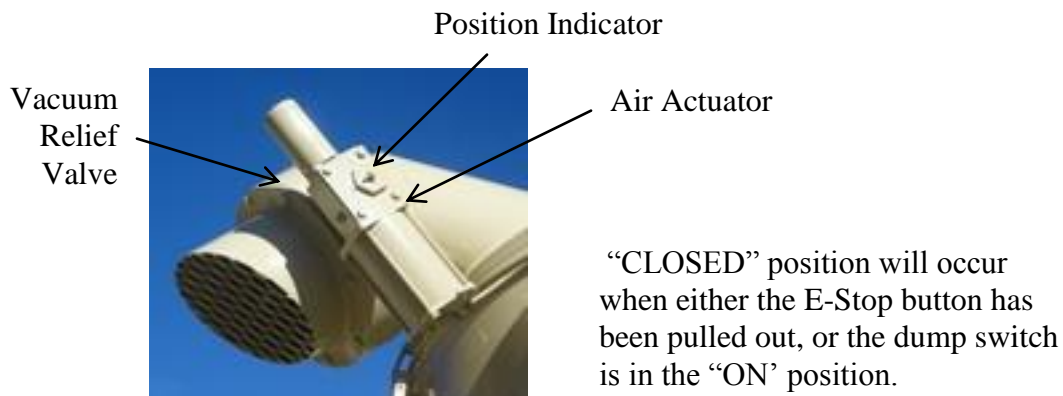 Position Indicator
Vacuum
Relief
Valve
Air Actuator
“CLOSED” position will occur
when either the E-Stop button has
been pulled out, or the dump switch
is in the “ON’ position.